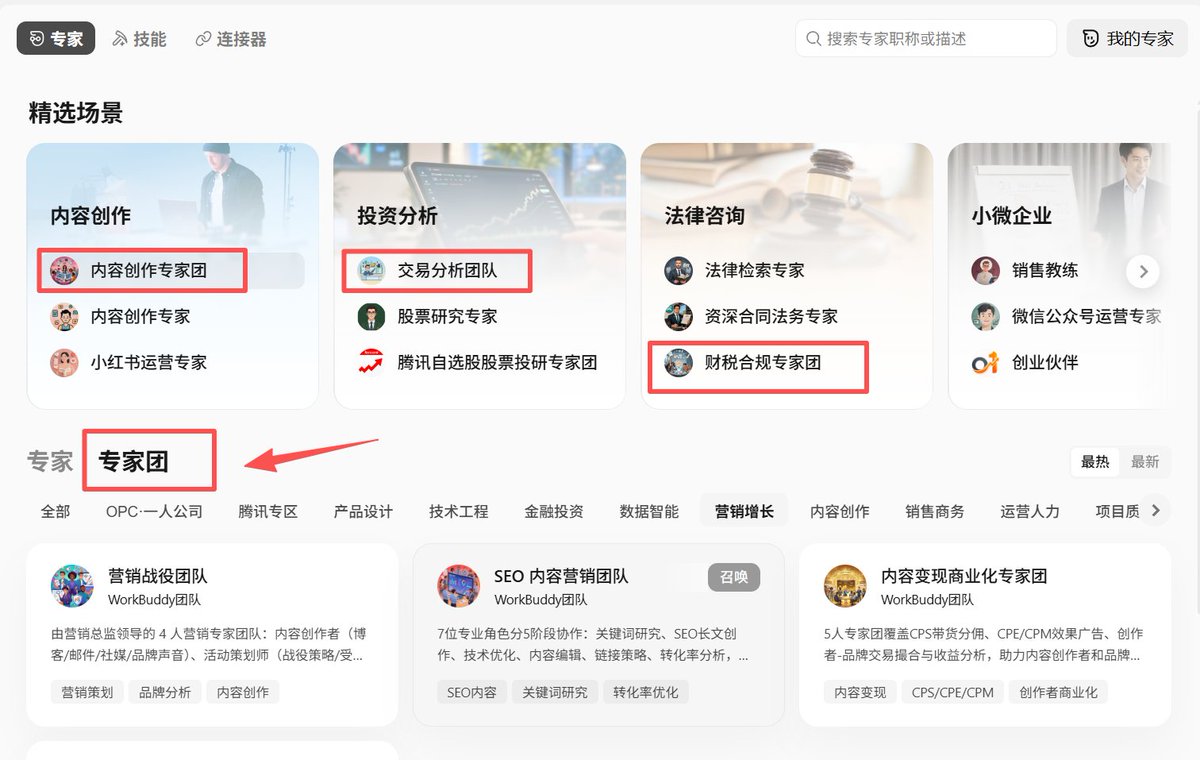 专家 技能 连接器 搜索专家职称或描述 我的专家
精选场景
内容创作
内容创作专家团
内容创作专家
小红书运营专家
投资分析
交易分析团队
股票研究专家
腾讯自选股股票投研专家团
法律咨询
法律检索专家
资深合同法务专家
财税合规专家团
小微企业
销售教练
微信公众号运营专家
创业伙伴
专家 专家团 最热 最新
全部 OPC·一人公司 腾讯专区 产品设计 技术工程 金融投资 数据智能 营销增长 内容创作 销售商务 运营人力 项目质
营销战役团队
WorkBuddy团队
由营销总监领导的 4 人营销专家团队：内容创作者（博
客/邮件/社媒/品牌声音）、活动策划师（战役策略/受...
营销策划 品牌分析 内容创作
SEO 内容营销团队 召唤
WorkBuddy团队
7位专业角色分5阶段协作：关键词研究、SEO长文创
作、技术优化、内容编辑、链接策略、转化率分析，...
SEO内容 关键词研究 转化率优化
内容变现商业化专家团
WorkBuddy团队
5人专家团覆盖CPS带货分佣、CPE/CPM效果广告、创作
者-品牌交易撮合与收益分析，助力内容创作者和品牌...
内容变现 CPS/CPE/CPM 创作者商业化